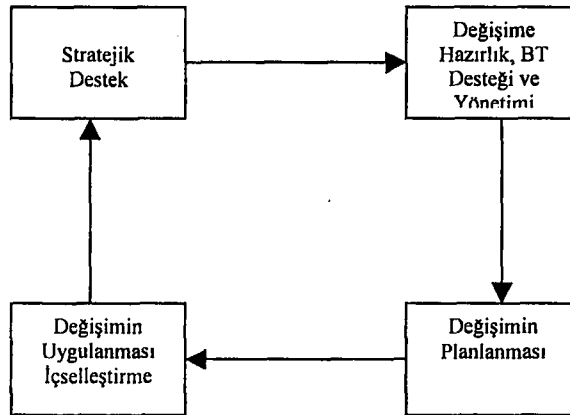 Stratejik
Destek
Değişime
Hazırlık, BT
Desteği ve
Yönetimi
Değişimin
Uygulanması
İçselleştirme
Değişimin
Planlanması